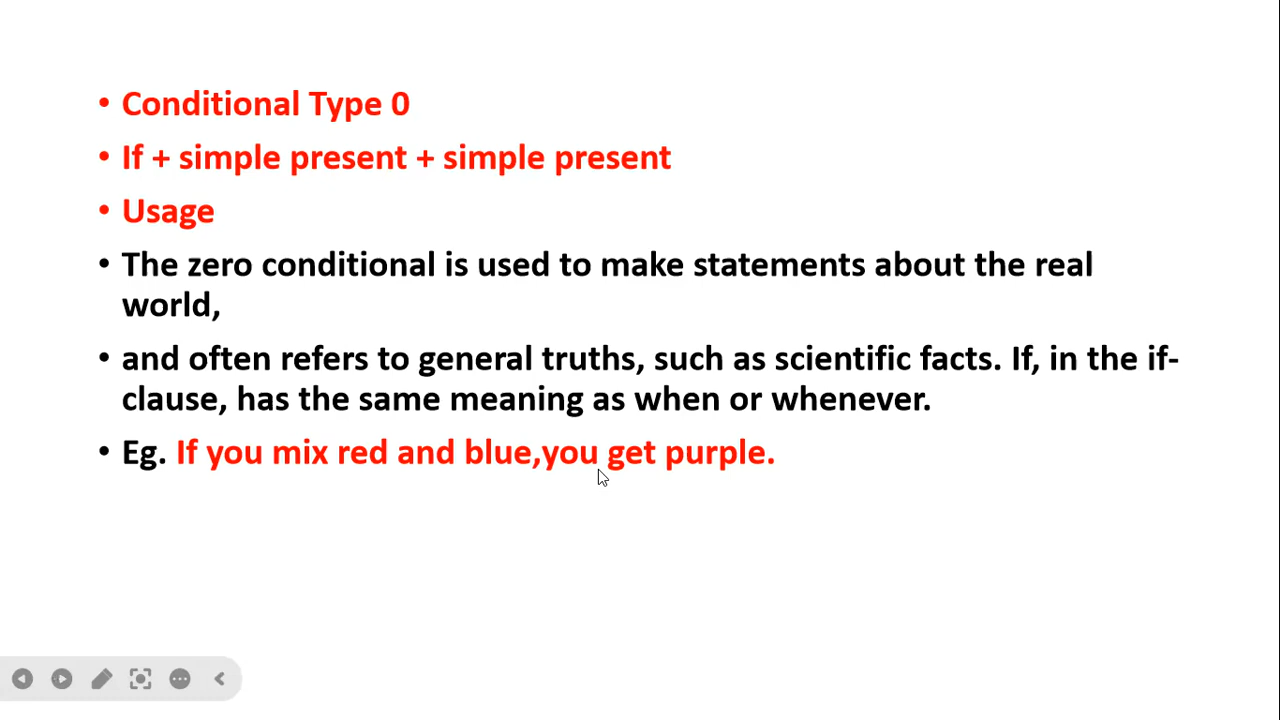 • Conditional Type 0
• If + simple present + simple present
• Usage
• The zero conditional is used to make statements about the real
world,
• and often refers to general truths, such as scientific facts. If, in the if-
clause, has the same meaning as when or whenever.
• Eg. If you mix red and blue,you get purple.